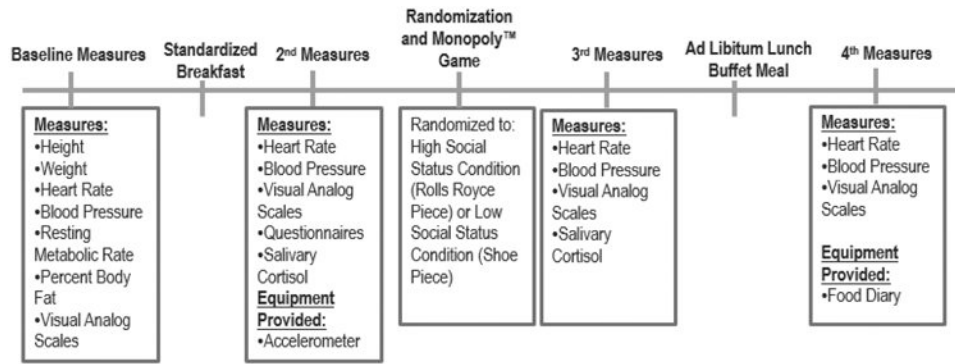 Baseline Measures
Standardized
Breakfast
2nd Measures
Randomization
and Monopoly™
Game
3rd Measures
Ad Libitum Lunch
Buffet Meal
4th Measures
Measures:
•Height
•Weight
•Heart Rate
•Blood Pressure
•Resting
Metabolic Rate
•Percent Body
Fat
•Visual Analog
Scales
Measures:
•Heart Rate
•Blood Pressure
•Visual Analog
Scales
•Questionnaires
•Salivary
Cortisol
Equipment
Provided:
•Accelerometer
Randomized to:
High Social
Status Condition
(Rolls Royce
Piece) or Low
Social Status
Condition (Shoe
Piece)
Measures:
•Heart Rate
•Blood Pressure
•Visual Analog
Scales
•Salivary
Cortisol
Measures:
•Heart Rate
•Blood Pressure
•Visual Analog
Scales
Equipment
Provided:
•Food Diary